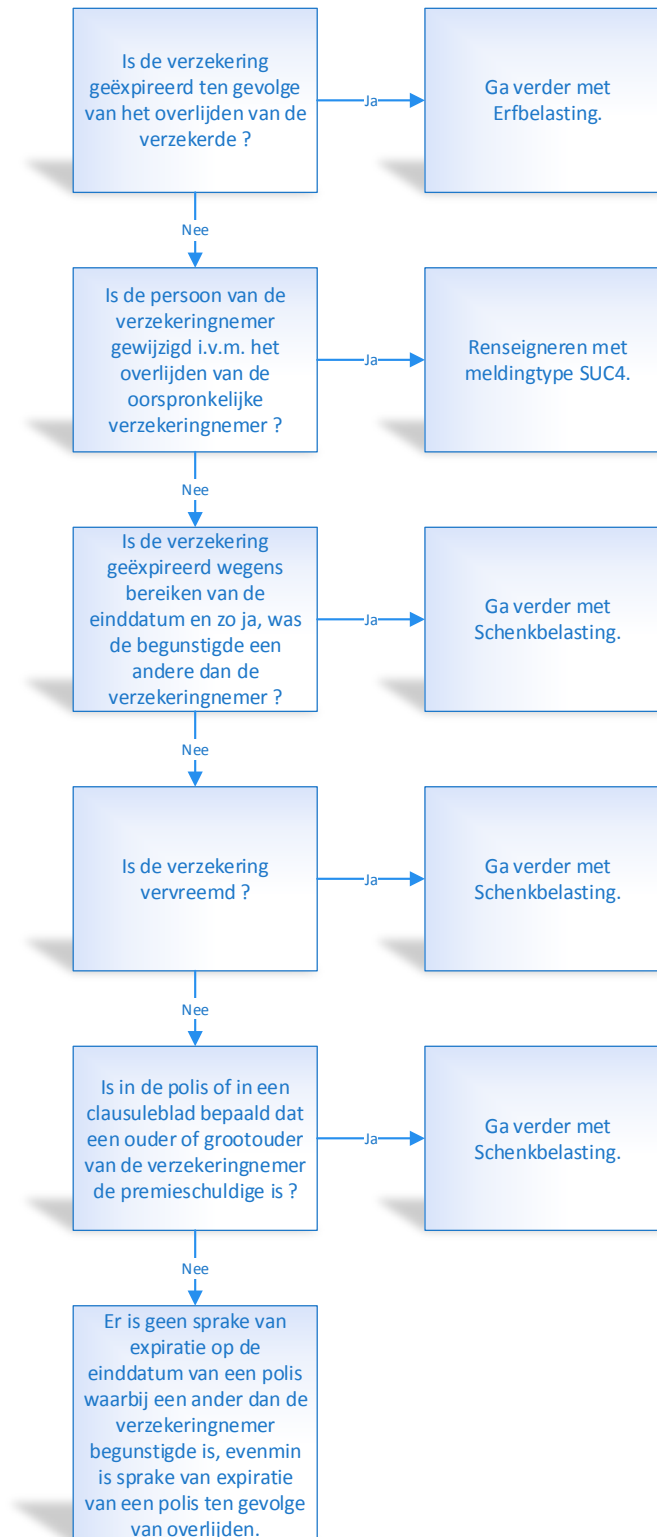 Is de verzekering
geëxpireerd ten gevolge
van het overlijden van de
verzekerde ?
Ja
Ga verder met
Erfbelasting.
Nee
Is de persoon van de
verzekeringnemer
gewijzigd i.v.m. het
overlijden van de
oorspronkelijke
verzekeringnemer ?
Ja
Renseigneren met
meldingtype SUC4.
Nee
Is de verzekering
geëxpireerd wegens
bereiken van de
einddatum en zo ja, was
de begunstigde een
andere dan de
verzekeringnemer ?
Ja
Ga verder met
Schenkbelasting.
Nee
Is de verzekering
vervreemd ?
Ja
Ga verder met
Schenkbelasting.
Nee
Is in de polis of in een
clausuleblad bepaald dat
een ouder of grootouder
van de verzekeringnemer
de premieschuldige is ?
Ja
Ga verder met
Schenkbelasting.
Nee
Er is geen sprake van
expiratie op de
einddatum van een polis
waarbij een ander dan de
verzekeringnemer
begunstigde is, evenmin
is sprake van expiratie
van een polis ten gevolge
van overlijden.